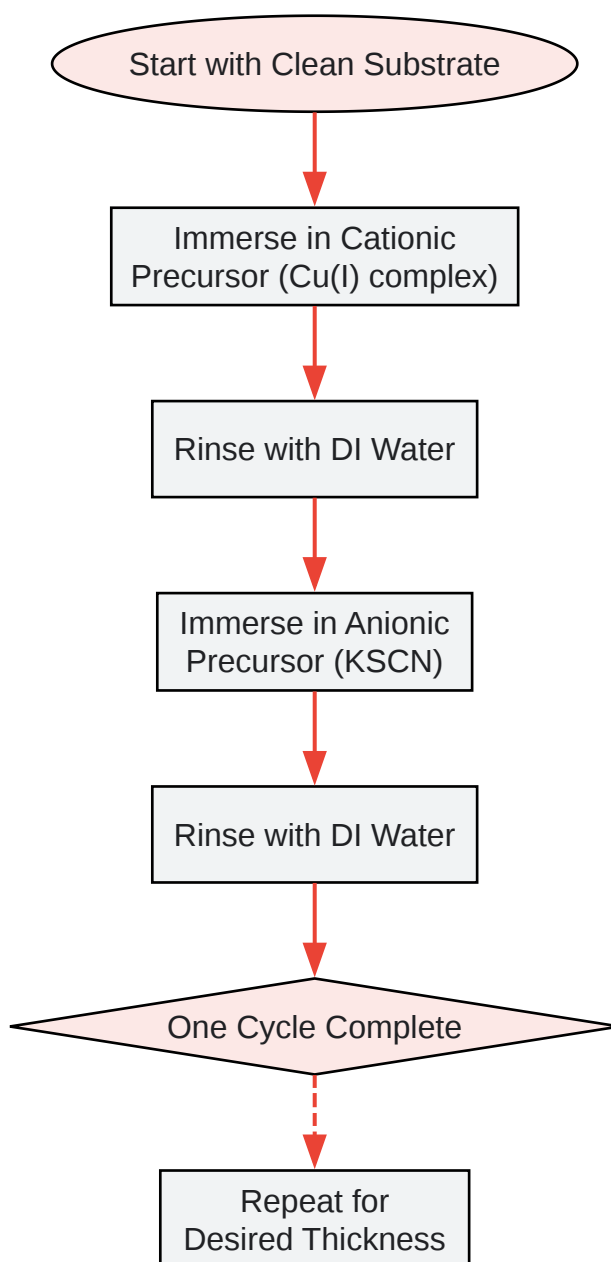 Start with Clean Substrate
Immerse in Cationic
Precursor (Cu(I) complex)
Rinse with DI Water
Immerse in Anionic
Precursor (KSCN)
Rinse with DI Water
One Cycle Complete
Repeat for
Desired Thickness